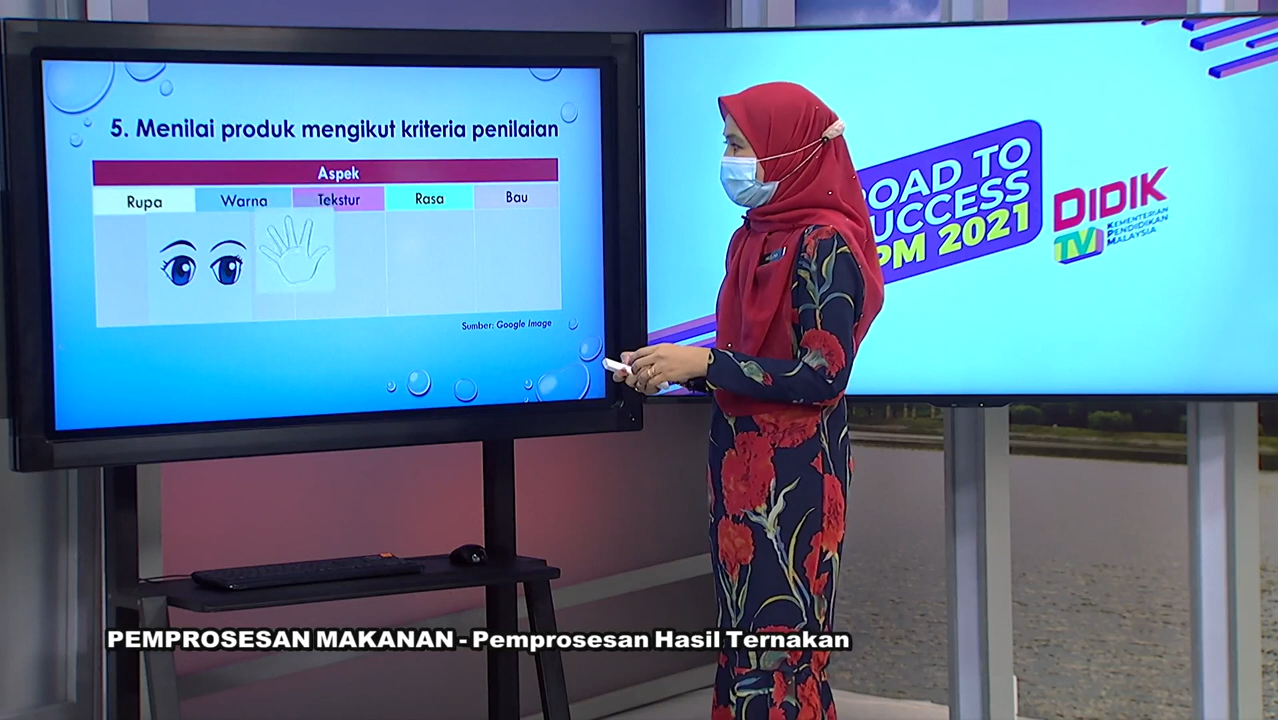 5. Menilai produk mengikut kriteria penilaian
Aspek
Rupa Warna Tekstur Rasa Bau
Sumber: Google Image
ROAD TO
SUCCESS
SPM 2021
DIDIK
TV
KEMENTERIAN
PENDIDIKAN
MALAYSIA
PEMPROSESAN MAKANAN - Pemprosesan Hasil Ternakan